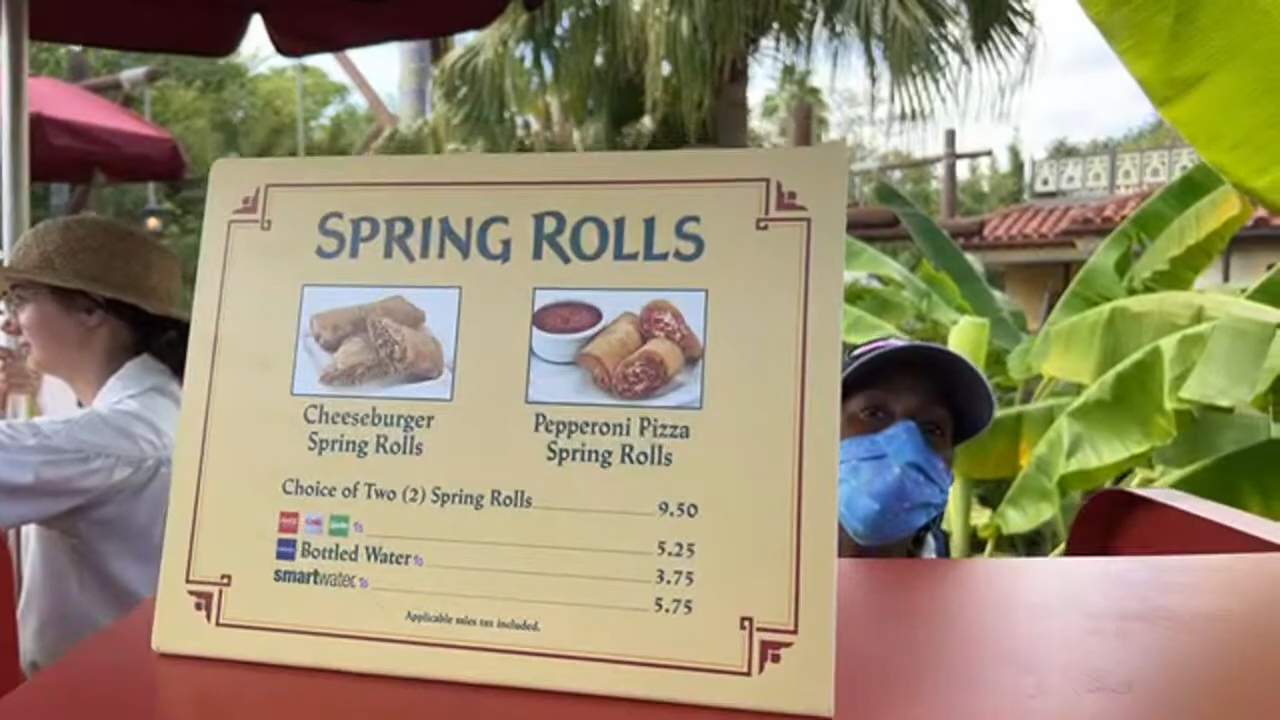 SPRING ROLLS
Cheeseburger
Spring Rolls
Pepperoni Pizza
Spring Rolls
Choice of Two (2) Spring Rolls 9.50
5.25
Bottled Water 3.75
smartwater 5.75
Applicable sales tax included.